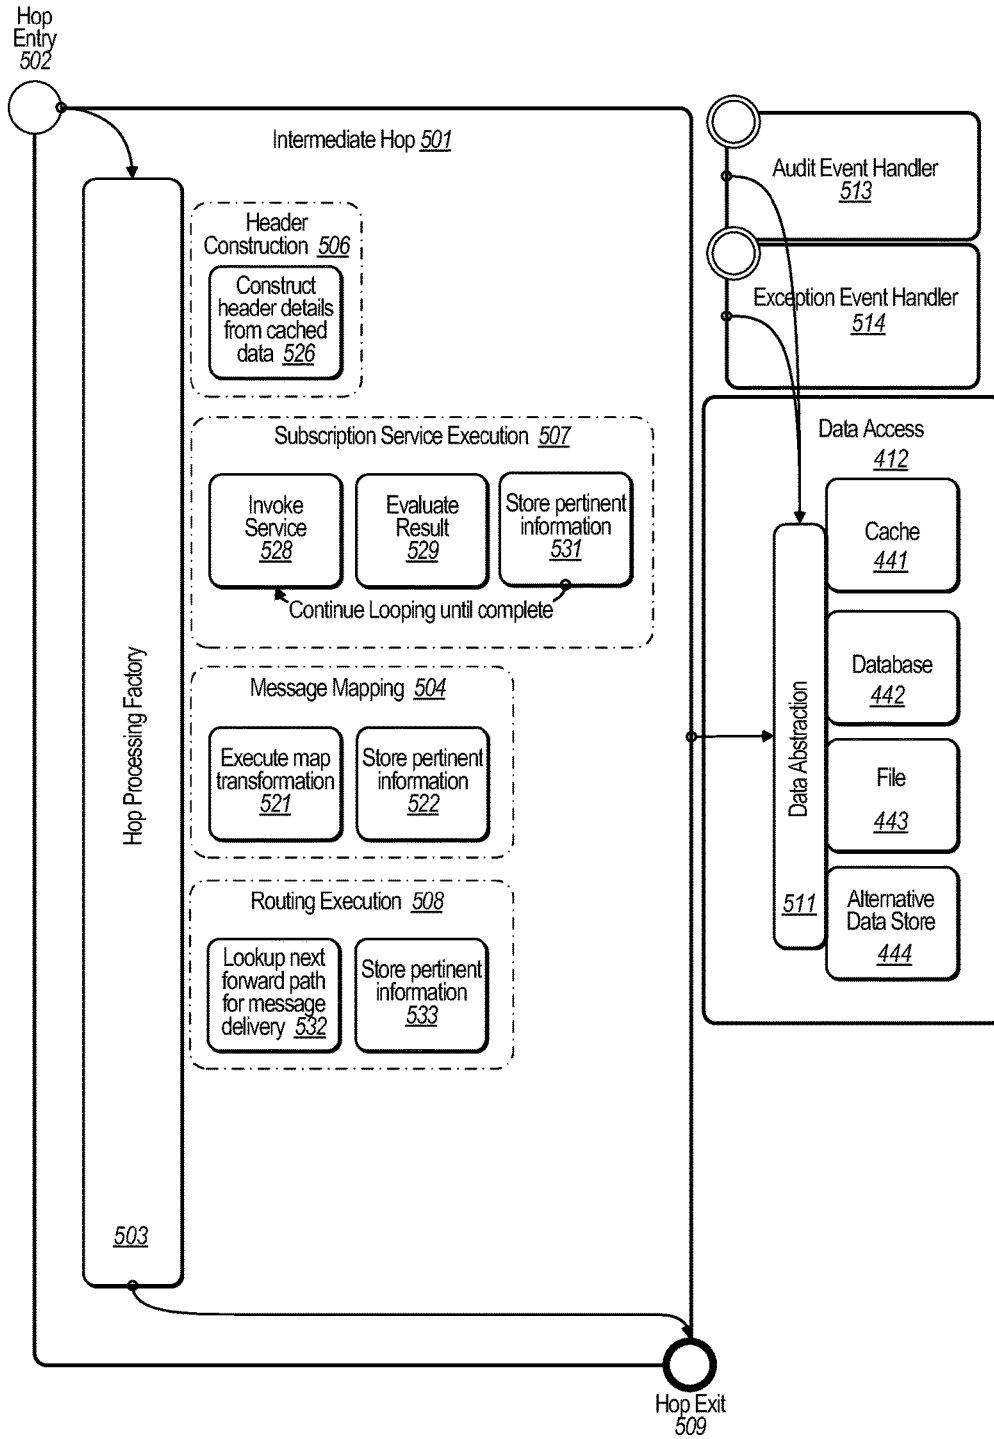 Hop
Entry
502
Intermediate Hop 501
Header
Construction 506
Construct
header details
from cached
data 526
Subscription Service Execution 507
Invoke
Service
528
Evaluate
Result
529
Store pertinent
information
531
Continue Looping until complete
Message Mapping 504
Execute map
transformation
521
Store pertinent
information
522
Routing Execution 508
Lookup next
forward path
for message
delivery 532
Store pertinent
information
533
Hop Processing Factory
503
Hop Exit
509
Audit Event Handler
513
Exception Event Handler
514
Data Access
412
Data Abstraction
511
Cache
441
Database
442
File
443
Alternative
Data Store
444